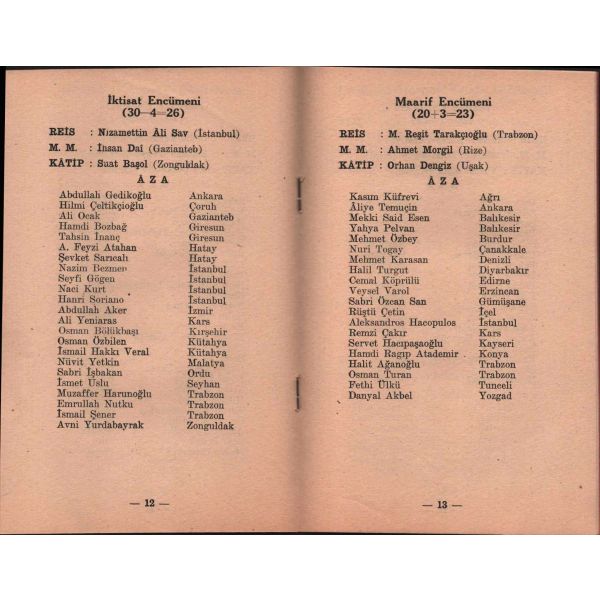 İktisat Encümeni
(30—4=26)
REİS : Nızamettin Âli Sav (İstanbul)
M. M. : İnsan Daî (Gazianteb)
KÂTİP : Suat Başol (Zonguldak)
Â Z A
Abdullah Gedikoğlu Ankara
Hilmi Çeltikçioğlu Çoruh
Ali Ocak Gazianteb
Hamdi Bozbağ Giresun
Tahsin İnanç Giresun
A. Feyzi Atahan Hatay
Şevket Sarıcalı Hatay
Nazim Bezmen İstanbul
Seyfi Gögen İstanbul
Naci Kurt İstanbul
Hanri Soriano İstanbul
Abdullah Aker İzmir
Ali Yeniaras Kars
Osman Bölükbaşı Kırşehir
Osman Özbilen Kütahya
İsmail Hakkı Veral Kütahya
Nüvit Yetkin Malatya
Sabri İşbakan Ordu
İsmet Uslu Seyhan
Muzaffer Harunoğlu Trabzon
Emrullah Nutku Trabzon
İsmail Şener Trabzon
Avni Yurdabayrak Zonguldak
— 12 —
Maarif Encümeni
(20+3=23)
REİS : M. Reşit Tarakçıoğlu (Trabzon)
M. M. : Ahmet Morgil (Rize)
KÂTİP : Orhan Dengiz (Uşak)
Â Z A
Kasım Küfrevi Ağrı
Âliye Temuçin Ankara
Mekki Said Esen Balıkesir
Yahya Pelvan Balıkesir
Mehmet Özbey Burdur
Nuri Togay Çanakkale
Mehmet Karasan Denizli
Halil Turgut Diyarbakır
Cemal Köprülü Edirne
Veysel Varol Erzincan
Sabri Özcan San Gümüşane
Rüştü Çetin İçel
Aleksandros Hacopulos İstanbul
Remzi Çakır Kars
Servet Hacıpaşaoğlu Kayseri
Hamdi Ragıp Atademir Konya
Halit Ağanoğlu Trabzon
Osman Turan Trabzon
Fethi Ülkü Tunceli
Danyal Akbel Yozgad
— 13 —